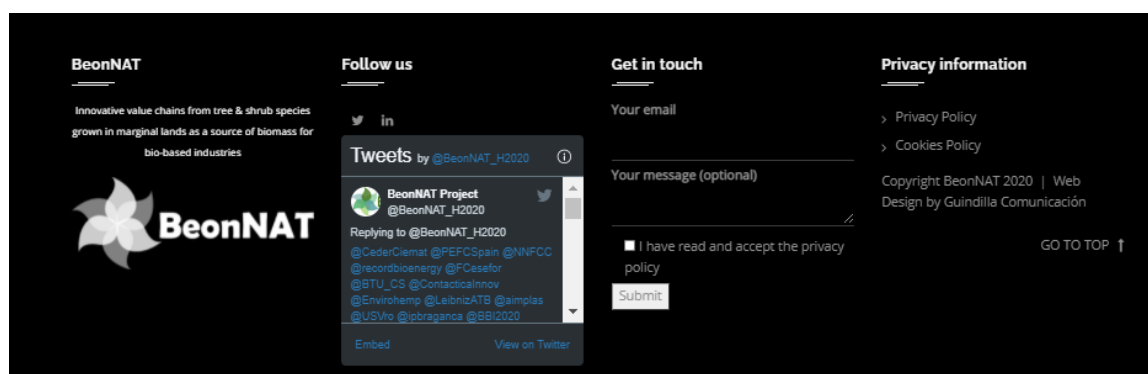 BeonNAT
Innovative value chains from tree & shrub species
grown in marginal lands as a source of biomass for
bio-based industries
BeonNAT
Follow us
in
Tweets by @BeonNAT_H2020
BeonNAT Project
@BeonNAT_H2020
Replying to @BeonNAT_H2020
@CederCiemat @PEFCSpain @NNFCC
@recordbioenergy @FCesefor
@BTU_CS @ContacticaInnov
@Envirohemp @LeibnizATB @aimplas
@USVro @ipbraganca @BBI2020
Embed
View on Twitter
Get in touch
Your email
Your message (optional)
I have read and accept the privacy
policy
Submit
Privacy information
Privacy Policy
Cookies Policy
Copyright BeonNAT 2020 | Web
Design by Guindilla Comunicación
GO TO TOP